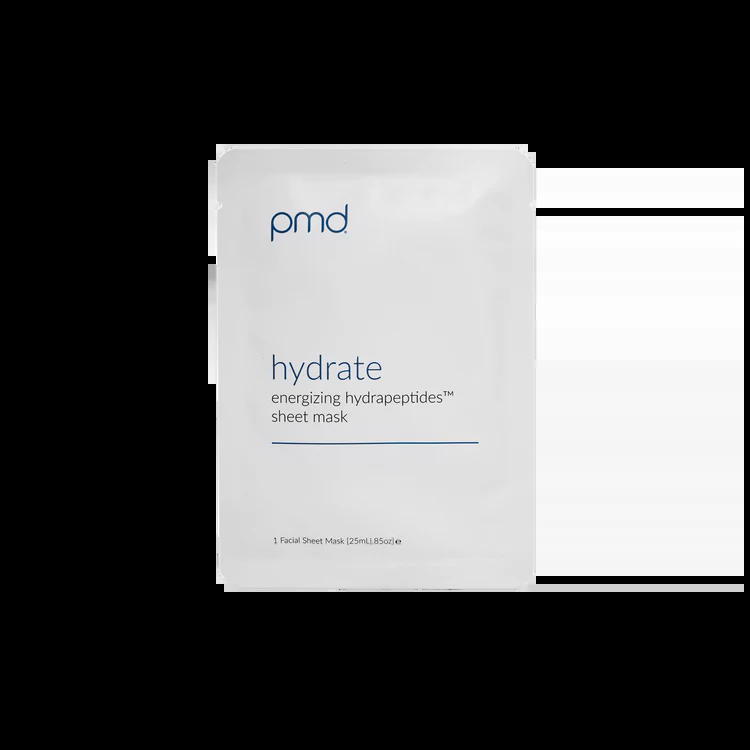 pmd
hydrate
energizing hydrapeptides™
sheet mask
1 Facial Sheet Mask [25mL|.85oz]℮